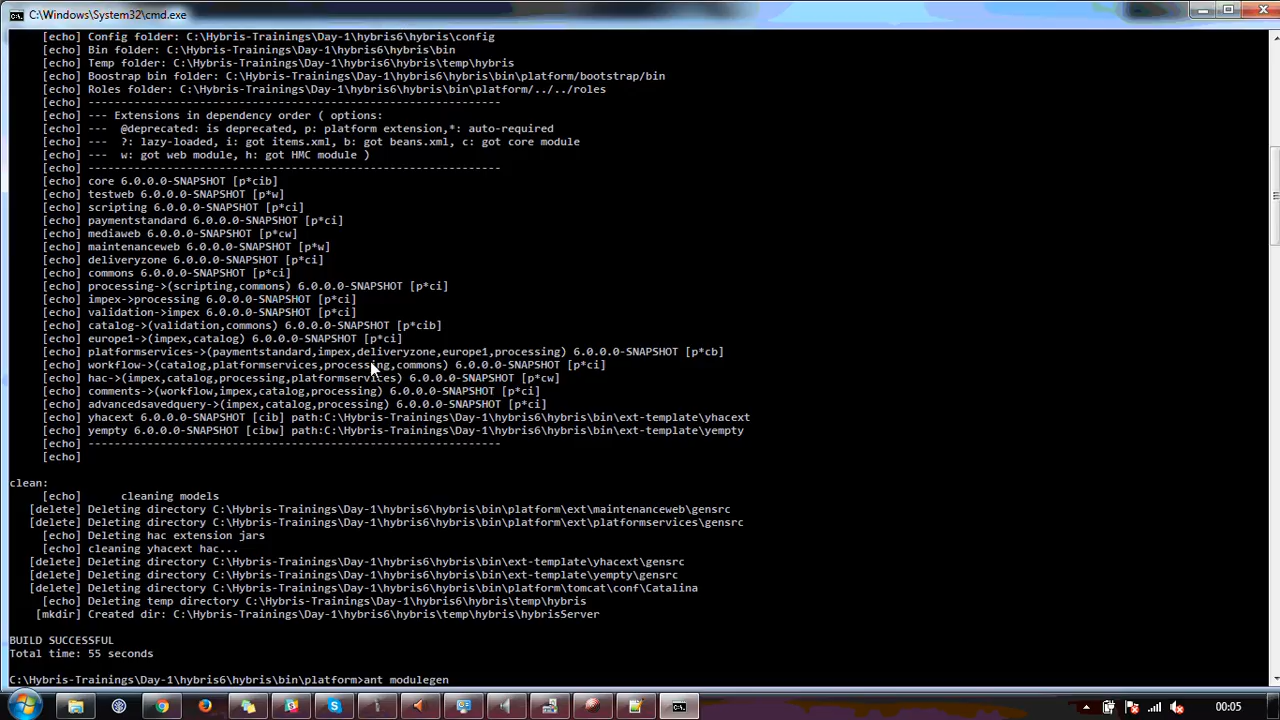 C:\Windows\System32\cmd.exe
[echo] Config folder: C:\Hybris-Trainings\Day-1\hybris6\hybris\config
[echo] Bin folder: C:\Hybris-Trainings\Day-1\hybris6\hybris\bin
[echo] Temp folder: C:\Hybris-Trainings\Day-1\hybris6\hybris\temp\hybris
[echo] Boostrap bin folder: C:\Hybris-Trainings\Day-1\hybris6\hybris\bin\platform/bootstrap/bin
[echo] Roles folder: C:\Hybris-Trainings\Day-1\hybris6\hybris\bin\platform/../../roles
[echo] ---------------------------------------------------------------
[echo] --- Extensions in dependency order ( options:
[echo] ---  @deprecated: is deprecated, p: platform extension,*: auto-required
[echo] ---  ?: lazy-loaded, i: got items.xml, b: got beans.xml, c: got core module
[echo] ---  w: got web module, h: got HMC module )
[echo] ---------------------------------------------------------------
[echo] core 6.0.0.0-SNAPSHOT [p*cib]
[echo] testweb 6.0.0.0-SNAPSHOT [p*w]
[echo] scripting 6.0.0.0-SNAPSHOT [p*ci]
[echo] paymentstandard 6.0.0.0-SNAPSHOT [p*ci]
[echo] mediaweb 6.0.0.0-SNAPSHOT [p*cw]
[echo] maintenanceweb 6.0.0.0-SNAPSHOT [p*w]
[echo] deliveryzone 6.0.0.0-SNAPSHOT [p*ci]
[echo] commons 6.0.0.0-SNAPSHOT [p*ci]
[echo] processing->(scripting,commons) 6.0.0.0-SNAPSHOT [p*ci]
[echo] impex->processing 6.0.0.0-SNAPSHOT [p*ci]
[echo] validation->impex 6.0.0.0-SNAPSHOT [p*ci]
[echo] catalog->(validation,commons) 6.0.0.0-SNAPSHOT [p*cib]
[echo] europe1->(impex,catalog) 6.0.0.0-SNAPSHOT [p*ci]
[echo] platformservices->(paymentstandard,impex,deliveryzone,europe1,processing) 6.0.0.0-SNAPSHOT [p*cb]
[echo] workflow->(catalog,platformservices,processing,commons) 6.0.0.0-SNAPSHOT [p*ci]
[echo] hac->(impex,catalog,processing,platformservices) 6.0.0.0-SNAPSHOT [p*cw]
[echo] comments->(workflow,impex,catalog,processing) 6.0.0.0-SNAPSHOT [p*ci]
[echo] advancedsavedquery->(impex,catalog,processing) 6.0.0.0-SNAPSHOT [p*ci]
[echo] yhacext 6.0.0.0-SNAPSHOT [cib] path:C:\Hybris-Trainings\Day-1\hybris6\hybris\bin\ext-template\yhacext
[echo] yempty 6.0.0.0-SNAPSHOT [cibw] path:C:\Hybris-Trainings\Day-1\hybris6\hybris\bin\ext-template\yempty
[echo] ---------------------------------------------------------------
[echo]
clean:
[echo]      cleaning models
[delete] Deleting directory C:\Hybris-Trainings\Day-1\hybris6\hybris\bin\platform\ext\maintenanceweb\gensrc
[delete] Deleting directory C:\Hybris-Trainings\Day-1\hybris6\hybris\bin\platform\ext\platformservices\gensrc
[echo] Deleting hac extension jars
[echo] cleaning yhacext hac...
[delete] Deleting directory C:\Hybris-Trainings\Day-1\hybris6\hybris\bin\ext-template\yhacext\gensrc
[delete] Deleting directory C:\Hybris-Trainings\Day-1\hybris6\hybris\bin\ext-template\yempty\gensrc
[delete] Deleting directory C:\Hybris-Trainings\Day-1\hybris6\hybris\bin\platform\tomcat\conf\Catalina
[echo] Deleting temp directory C:\Hybris-Trainings\Day-1\hybris6\hybris\temp\hybris
[mkdir] Created dir: C:\Hybris-Trainings\Day-1\hybris6\hybris\temp\hybris\hybrisServer
BUILD SUCCESSFUL
Total time: 55 seconds
C:\Hybris-Trainings\Day-1\hybris6\hybris\bin\platform>ant modulegen
00:05